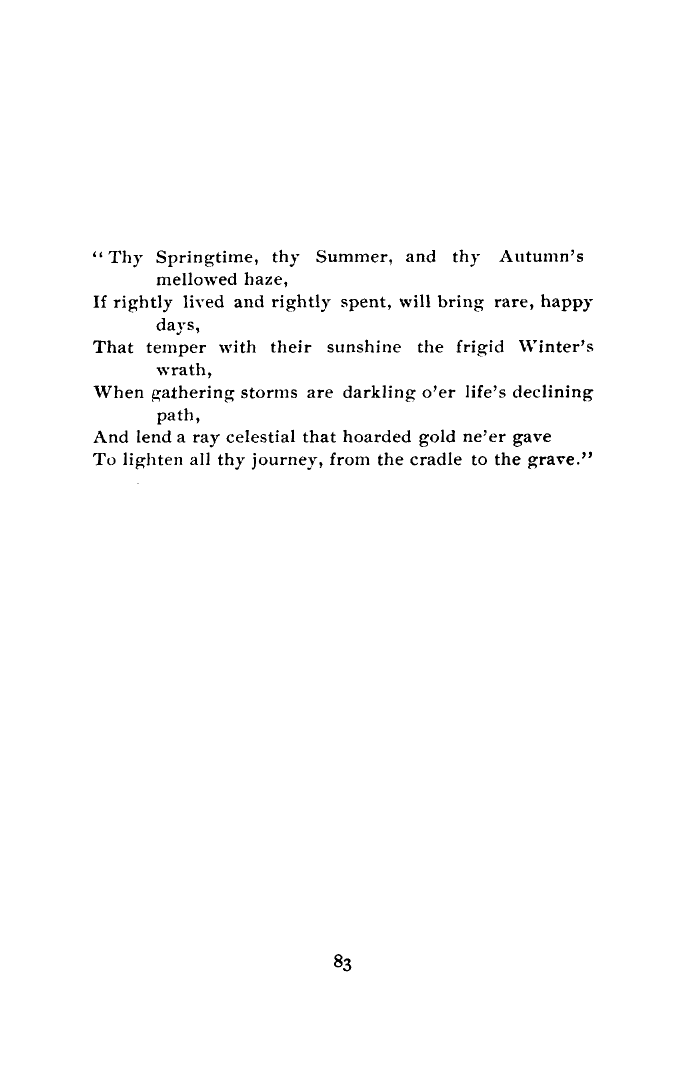 “ Thy Springtime, thy Summer, and thy Autumn’s
mellowed haze,
If rightly lived and rightly spent, will bring rare, happy
days,
That temper with their sunshine the frigid Winter’s
wrath,
When gathering storms are darkling o’er life’s declining
path,
And lend a ray celestial that hoarded gold ne’er gave
To lighten all thy journey, from the cradle to the grave.”
83